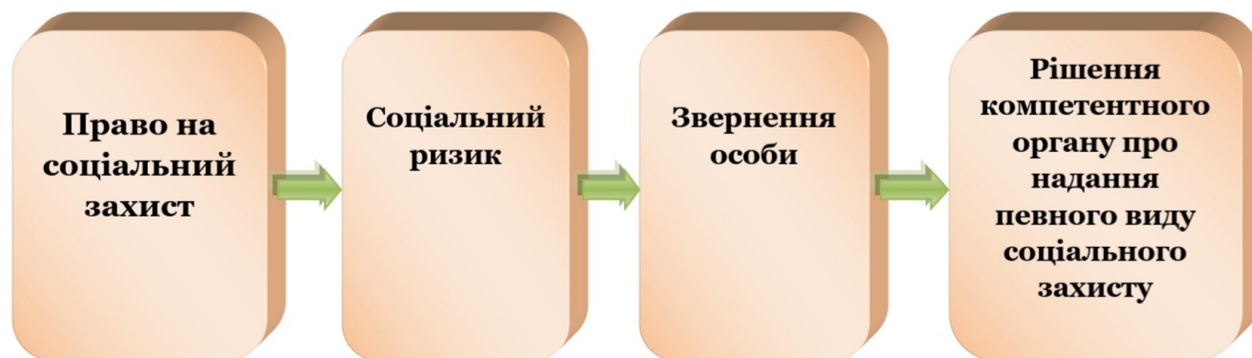 Право на
соціальний
захист
Соціальний
ризик
Звернення
особи
Рішення
компетентного
органу про
надання
певного виду
соціального
захисту